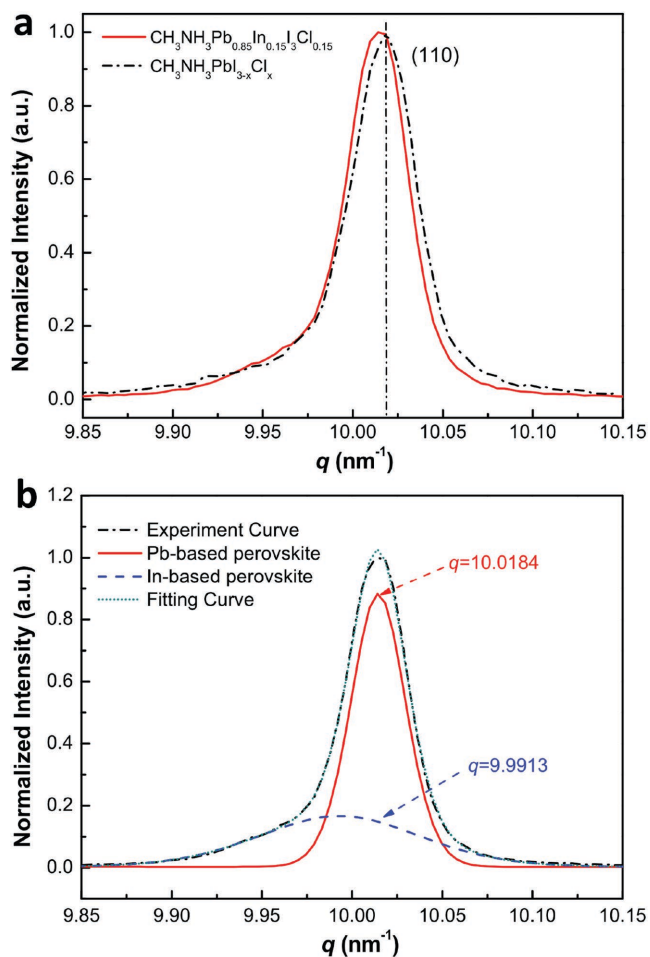 a
CH₃NH₃Pb₀.₈₅In₀.₁₅I₃Cl₀.₁₅
CH₃NH₃PbI₃₋ₓClₓ
(110)
Normalized Intensity (a.u.)
1.0
0.8
0.6
0.4
0.2
0.0
9.85 9.90 9.95 10.00 10.05 10.10 10.15
q (nm⁻¹)
b
Experiment Curve
Pb-based perovskite
In-based perovskite
Fitting Curve
q=10.0184
q=9.9913
Normalized Intensity (a.u.)
1.2
1.0
0.8
0.6
0.4
0.2
0.0
9.85 9.90 9.95 10.00 10.05 10.10 10.15
q (nm⁻¹)